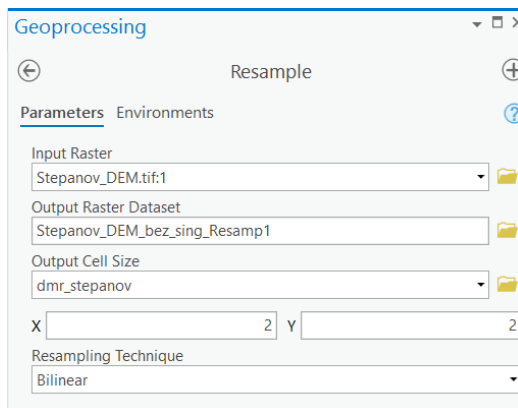 Geoprocessing
Resample
Parameters Environments
Input Raster
Stepanov_DEM.tif:1
Output Raster Dataset
Stepanov_DEM_bez_sing_Resamp1
Output Cell Size
dmr_stepanov
X 2 Y 2
Resampling Technique
Bilinear